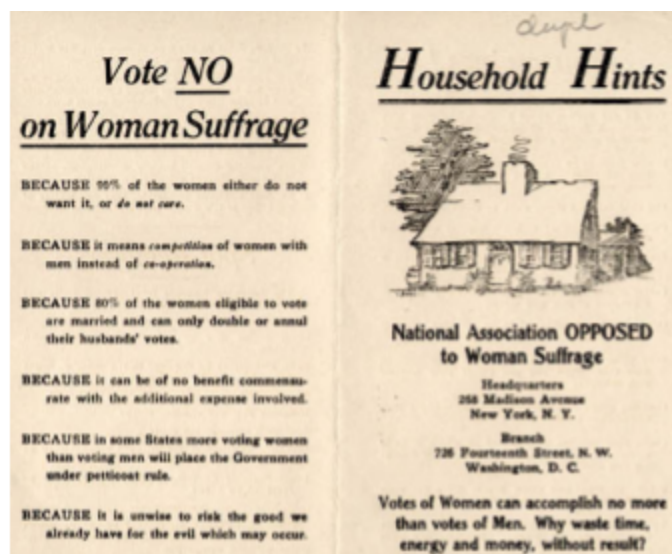 Vote NO
on Woman Suffrage
BECAUSE 90% of the women either do not
want it, or do not care.
BECAUSE it means competition of women with
men instead of co-operation.
BECAUSE 80% of the women eligible to vote
are married and can only double or annul
their husbands' votes.
BECAUSE it can be of no benefit commensu-
rate with the additional expense involved.
BECAUSE in some States more voting women
than voting men will place the Government
under petticoat rule.
BECAUSE it is unwise to risk the good we
already have for the evil which may occur.
Household Hints
National Association OPPOSED
to Woman Suffrage
Headquarters
268 Madison Avenue
New York, N. Y.
Branch
726 Fourteenth Street, N. W.
Washington, D. C.
Votes of Women can accomplish no more
than votes of Men. Why waste time,
energy and money, without result?